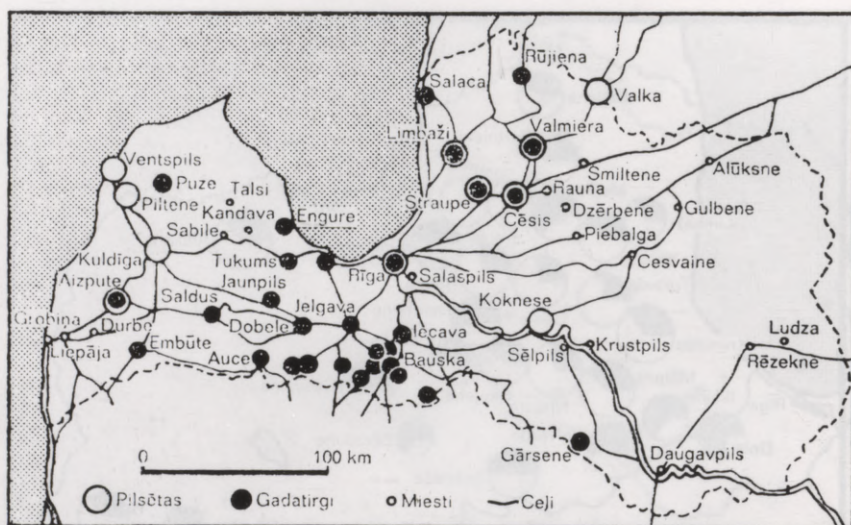 Rūjiena
Salaca
Valka
Limbaži
Valmiera
Ventspils
Puze
Talsi
Piltene
Kandava
Engure
Straupe
Rauna
Smiltene
Alūksne
Cēsis
Dzērbene
Gulbene
Sabile
Piebalga
Kuldīga
Tukums
Rīga
Salaspils
Cesvaine
Aizpute
Jaunpils
Koknese
Saldus
Jelgava
Grobiņa
Durbe
Dobele
Iecava
Liepāja
Embūte
Auce
Bauska
Sēlpils
Krustpils
Ludza
Rēzekne
0 100 km
Gārsene
Daugavpils
Pilsētas Gadatirgi Miesti Ceļi